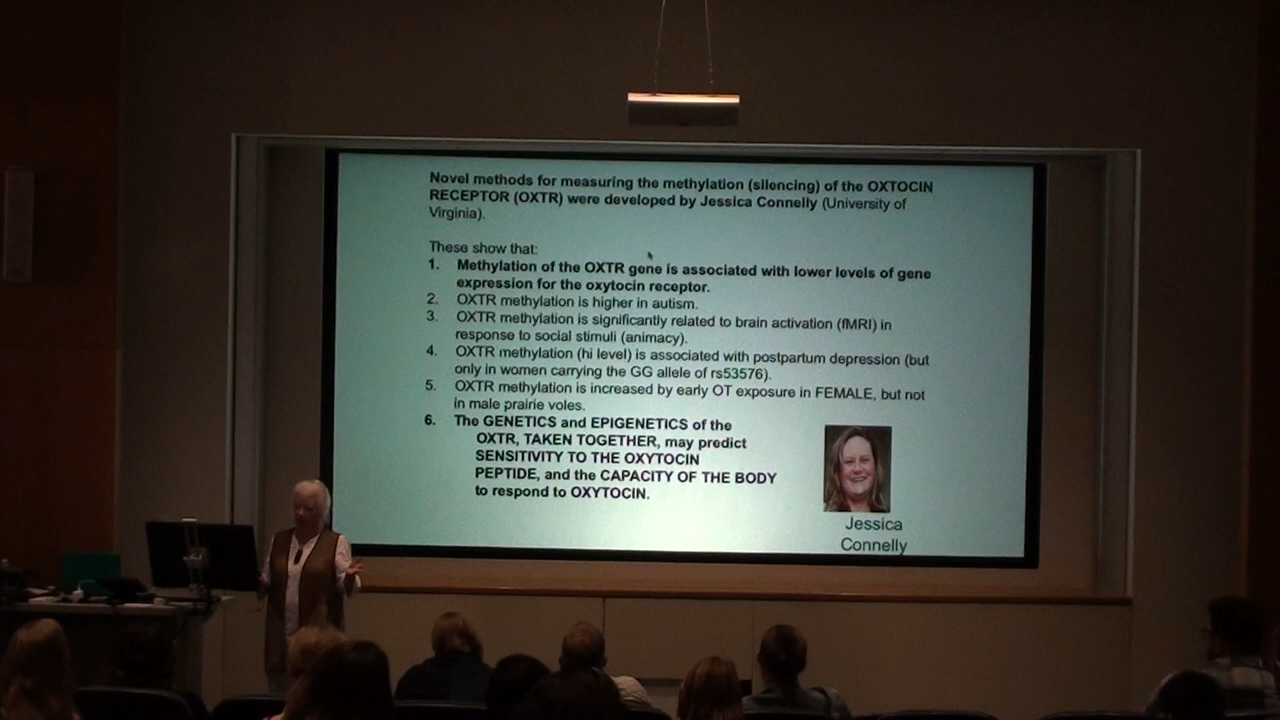 Novel methods for measuring the methylation (silencing) of the OXTOCIN
RECEPTOR (OXTR) were developed by Jessica Connelly (University of
Virginia).
These show that:
1. Methylation of the OXTR gene is associated with lower levels of gene
expression for the oxytocin receptor.
2. OXTR methylation is higher in autism.
3. OXTR methylation is significantly related to brain activation (fMRI) in
response to social stimuli (animacy).
4. OXTR methylation (hi level) is associated with postpartum depression (but
only in women carrying the GG allele of rs53576).
5. OXTR methylation is increased by early OT exposure in FEMALE, but not
in male prairie voles.
6. The GENETICS and EPIGENETICS of the
OXTR, TAKEN TOGETHER, may predict
SENSITIVITY TO THE OXYTOCIN
PEPTIDE, and the CAPACITY OF THE BODY
to respond to OXYTOCIN.
Jessica
Connelly